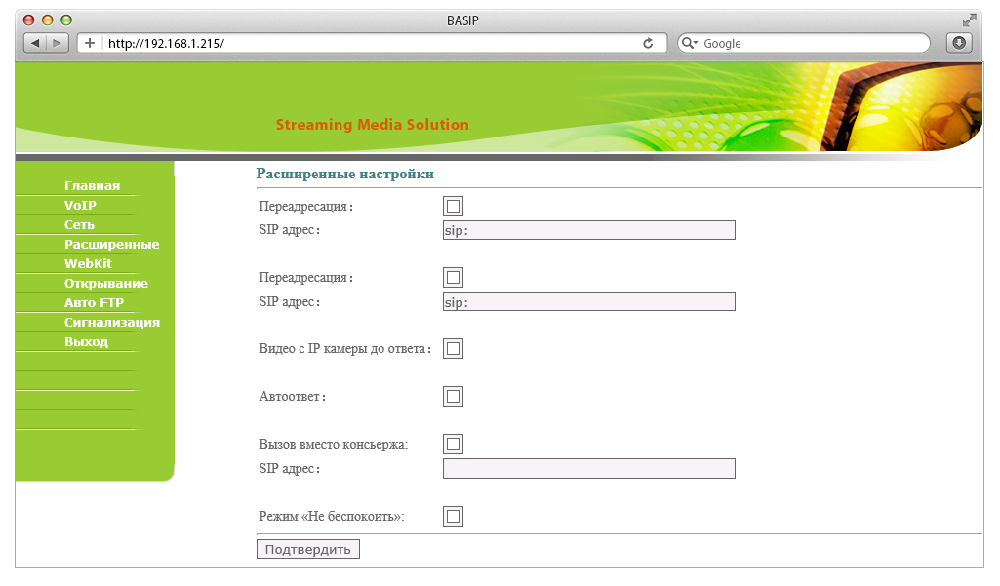 BASIP
http://192.168.1.215/
Google
Streaming Media Solution
Главная
VoIP
Сеть
Расширенные
WebKit
Открывание
Авто FTP
Сигнализация
Выход
Расширенные настройки
Переадресация:
SIP адрес:
sip:
Переадресация:
SIP адрес:
sip:
Видео с IP камеры до ответа:
Автоответ:
Вызов вместо консьержа:
SIP адрес:
Режим «Не беспокоить»:
Подтвердить